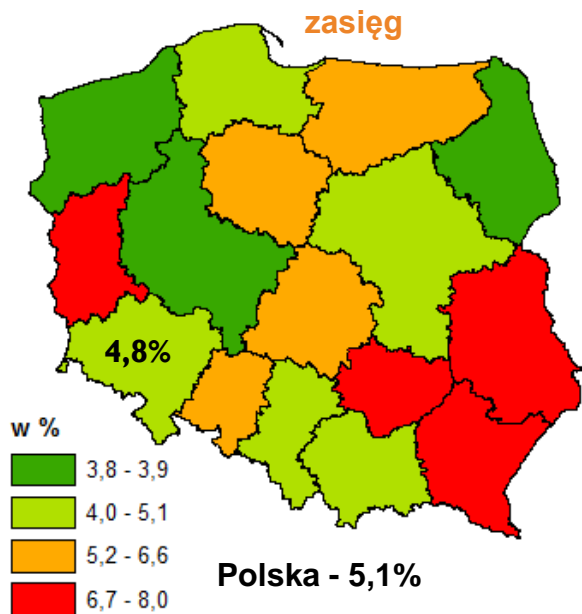 zasięg
4,8%
w %
3,8 - 3,9
4,0 - 5,1
5,2 - 6,6
6,7 - 8,0
Polska - 5,1%